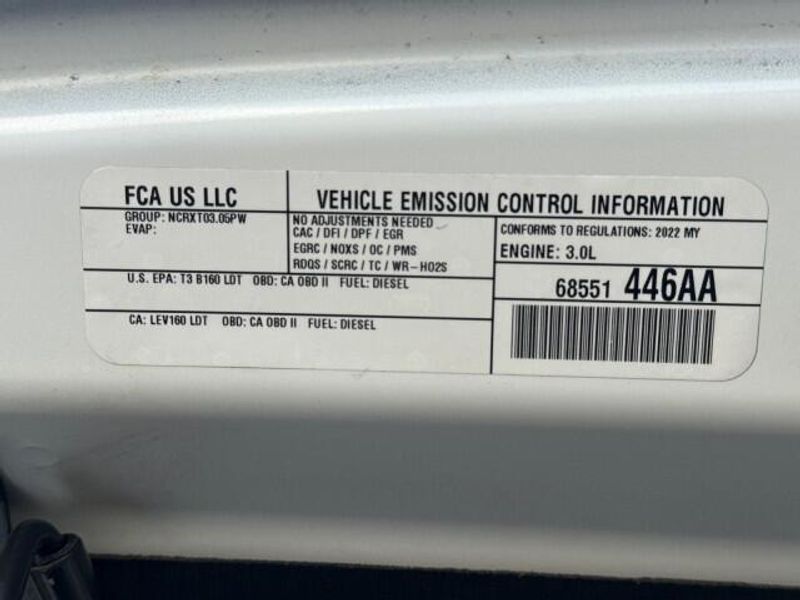 FCA US LLC
VEHICLE EMISSION CONTROL INFORMATION
GROUP: NCRXT03.05PW
EVAP:
NO ADJUSTMENTS NEEDED
CAC / DFI / DPF / EGR
EGRC / NOXS / OC / PMS
RDQS / SCRC / TC / WR-HO2S
CONFORMS TO REGULATIONS: 2022 MY
ENGINE: 3.0L
U.S. EPA: T3 B160 LDT OBD: CA OBD II FUEL: DIESEL
68551 446AA
CA: LEV160 LDT OBD: CA OBD II FUEL: DIESEL